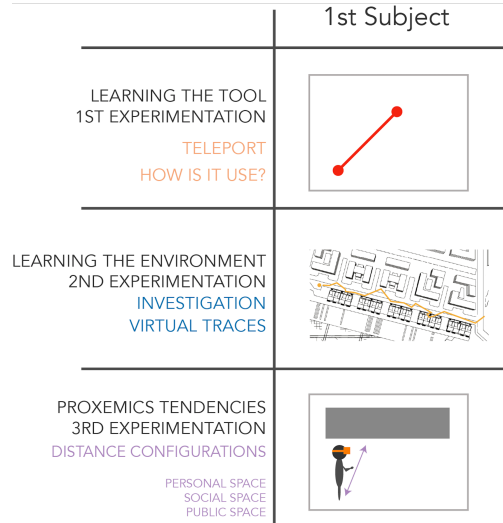 1st Subject
LEARNING THE TOOL
1ST EXPERIMENTATION
TELEPORT
HOW IS IT USE?
LEARNING THE ENVIRONMENT
2ND EXPERIMENTATION
INVESTIGATION
VIRTUAL TRACES
PROXEMICS TENDENCIES
3RD EXPERIMENTATION
DISTANCE CONFIGURATIONS
PERSONAL SPACE
SOCIAL SPACE
PUBLIC SPACE